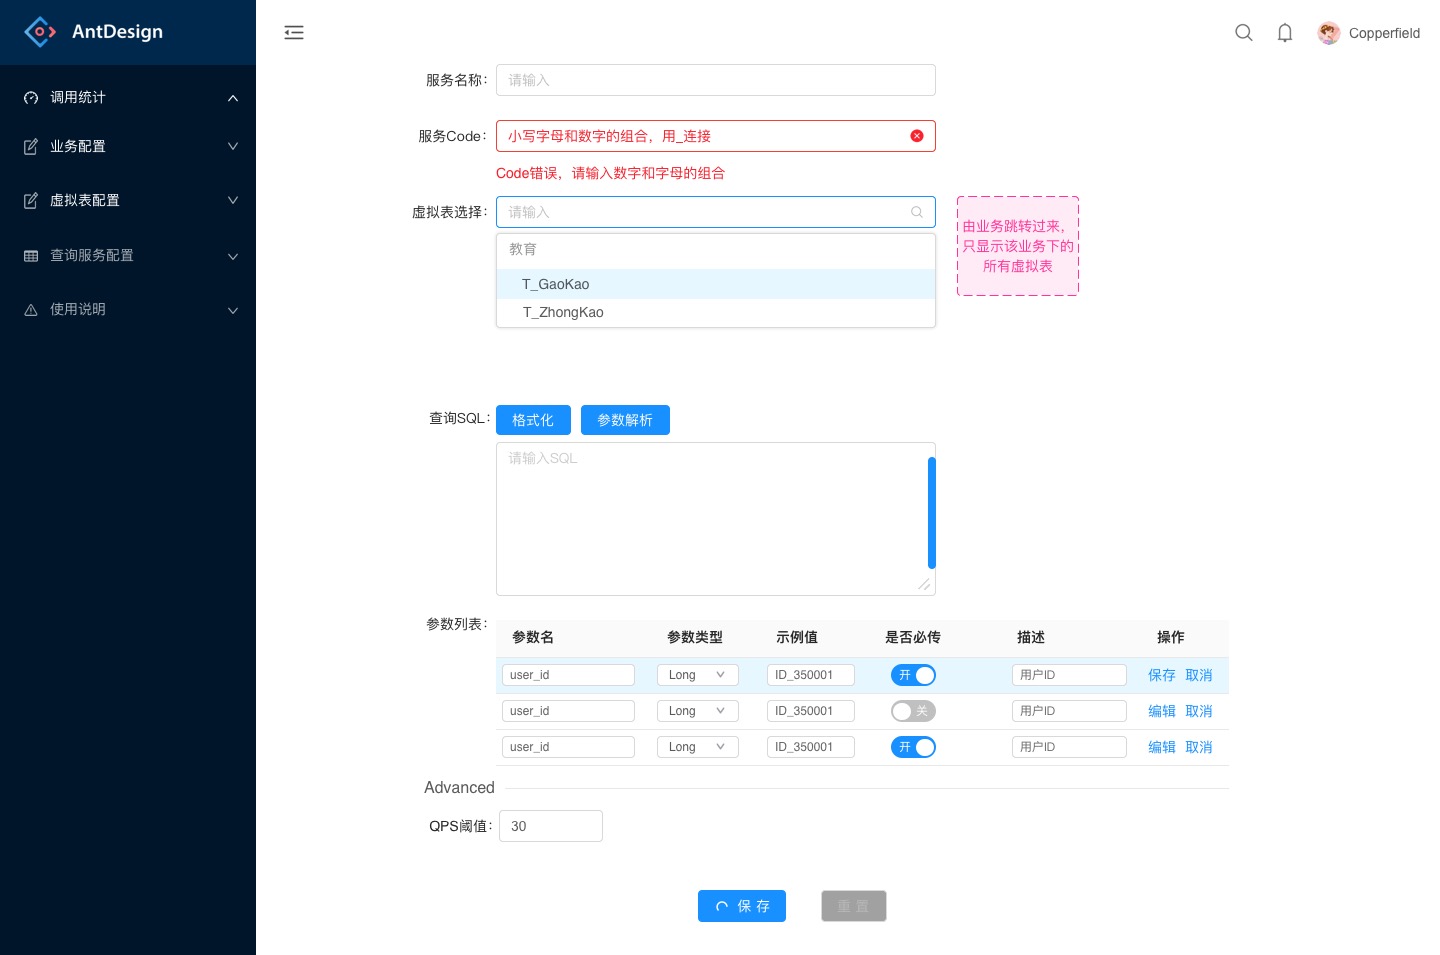 AntDesign
Copperfield
调用统计
业务配置
虚拟表配置
查询服务配置
使用说明
服务名称: 请输入
服务Code: 小写字母和数字的组合，用_连接
Code错误，请输入数字和字母的组合
虚拟表选择: 请输入
教育
T_GaoKao
T_ZhongKao
由业务跳转过来，
只显示该业务下的
所有虚拟表
查询SQL: 格式化 参数解析
请输入SQL
参数列表: 参数名 参数类型 示例值 是否必传 描述 操作
user_id Long ID_350001 开 用户ID 保存 取消
user_id Long ID_350001 关 用户ID 编辑 取消
user_id Long ID_350001 开 用户ID 编辑 取消
Advanced
QPS阈值: 30
保 存 重 置